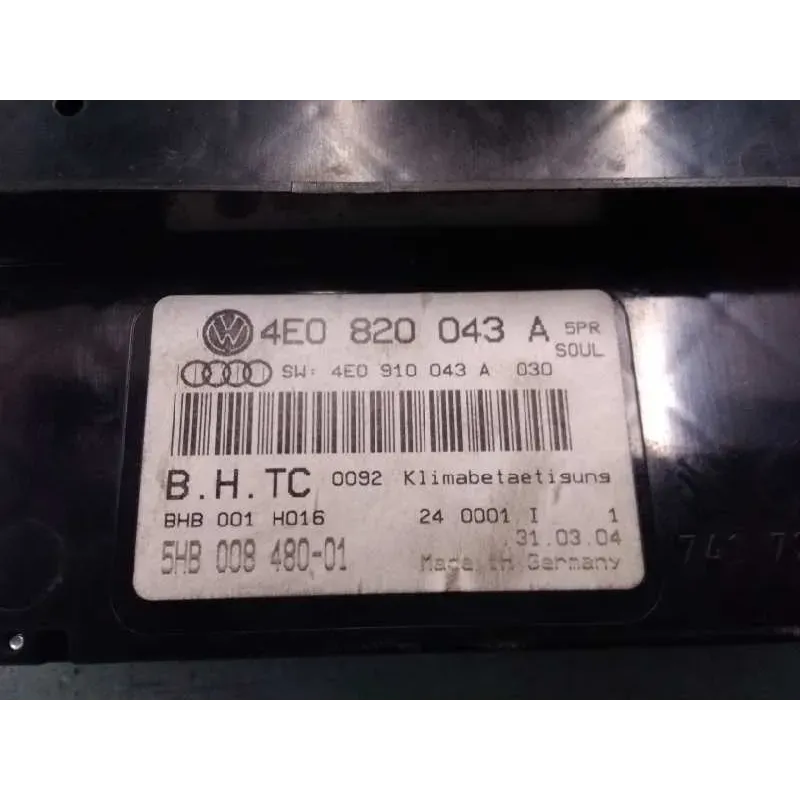 4E0 820 043 A 5PR
SOUL
SW: 4E0 910 043 A 030
B.H.TC 0092 Klimabetaetigung
BHB 001 H016 24 0001 I 1
5HB 008 480-01 31.03.04
Made in Germany
741